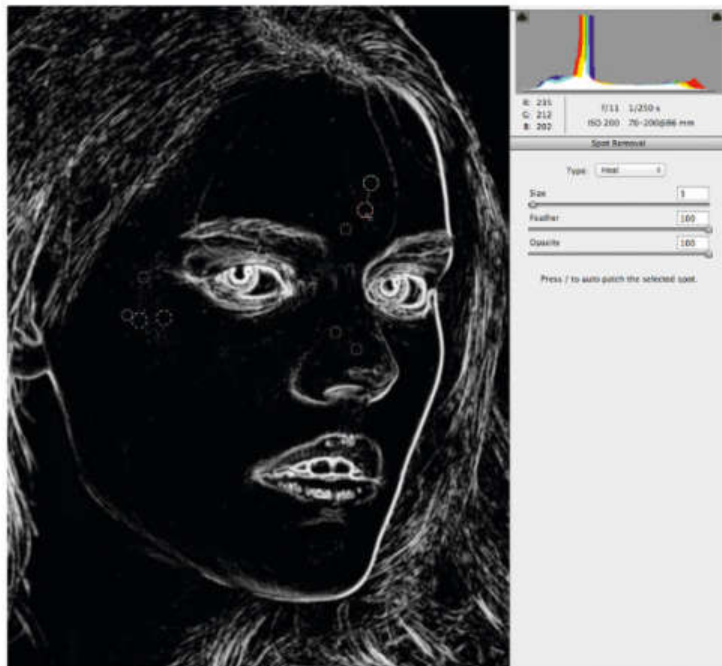 R: 235
G: 212
B: 202
f/11 1/250 s
ISO 200 70-200@86 mm
Spot Removal
Type: Heal
Size 3
Feather 100
Opacity 100
Press / to auto patch the selected spot.